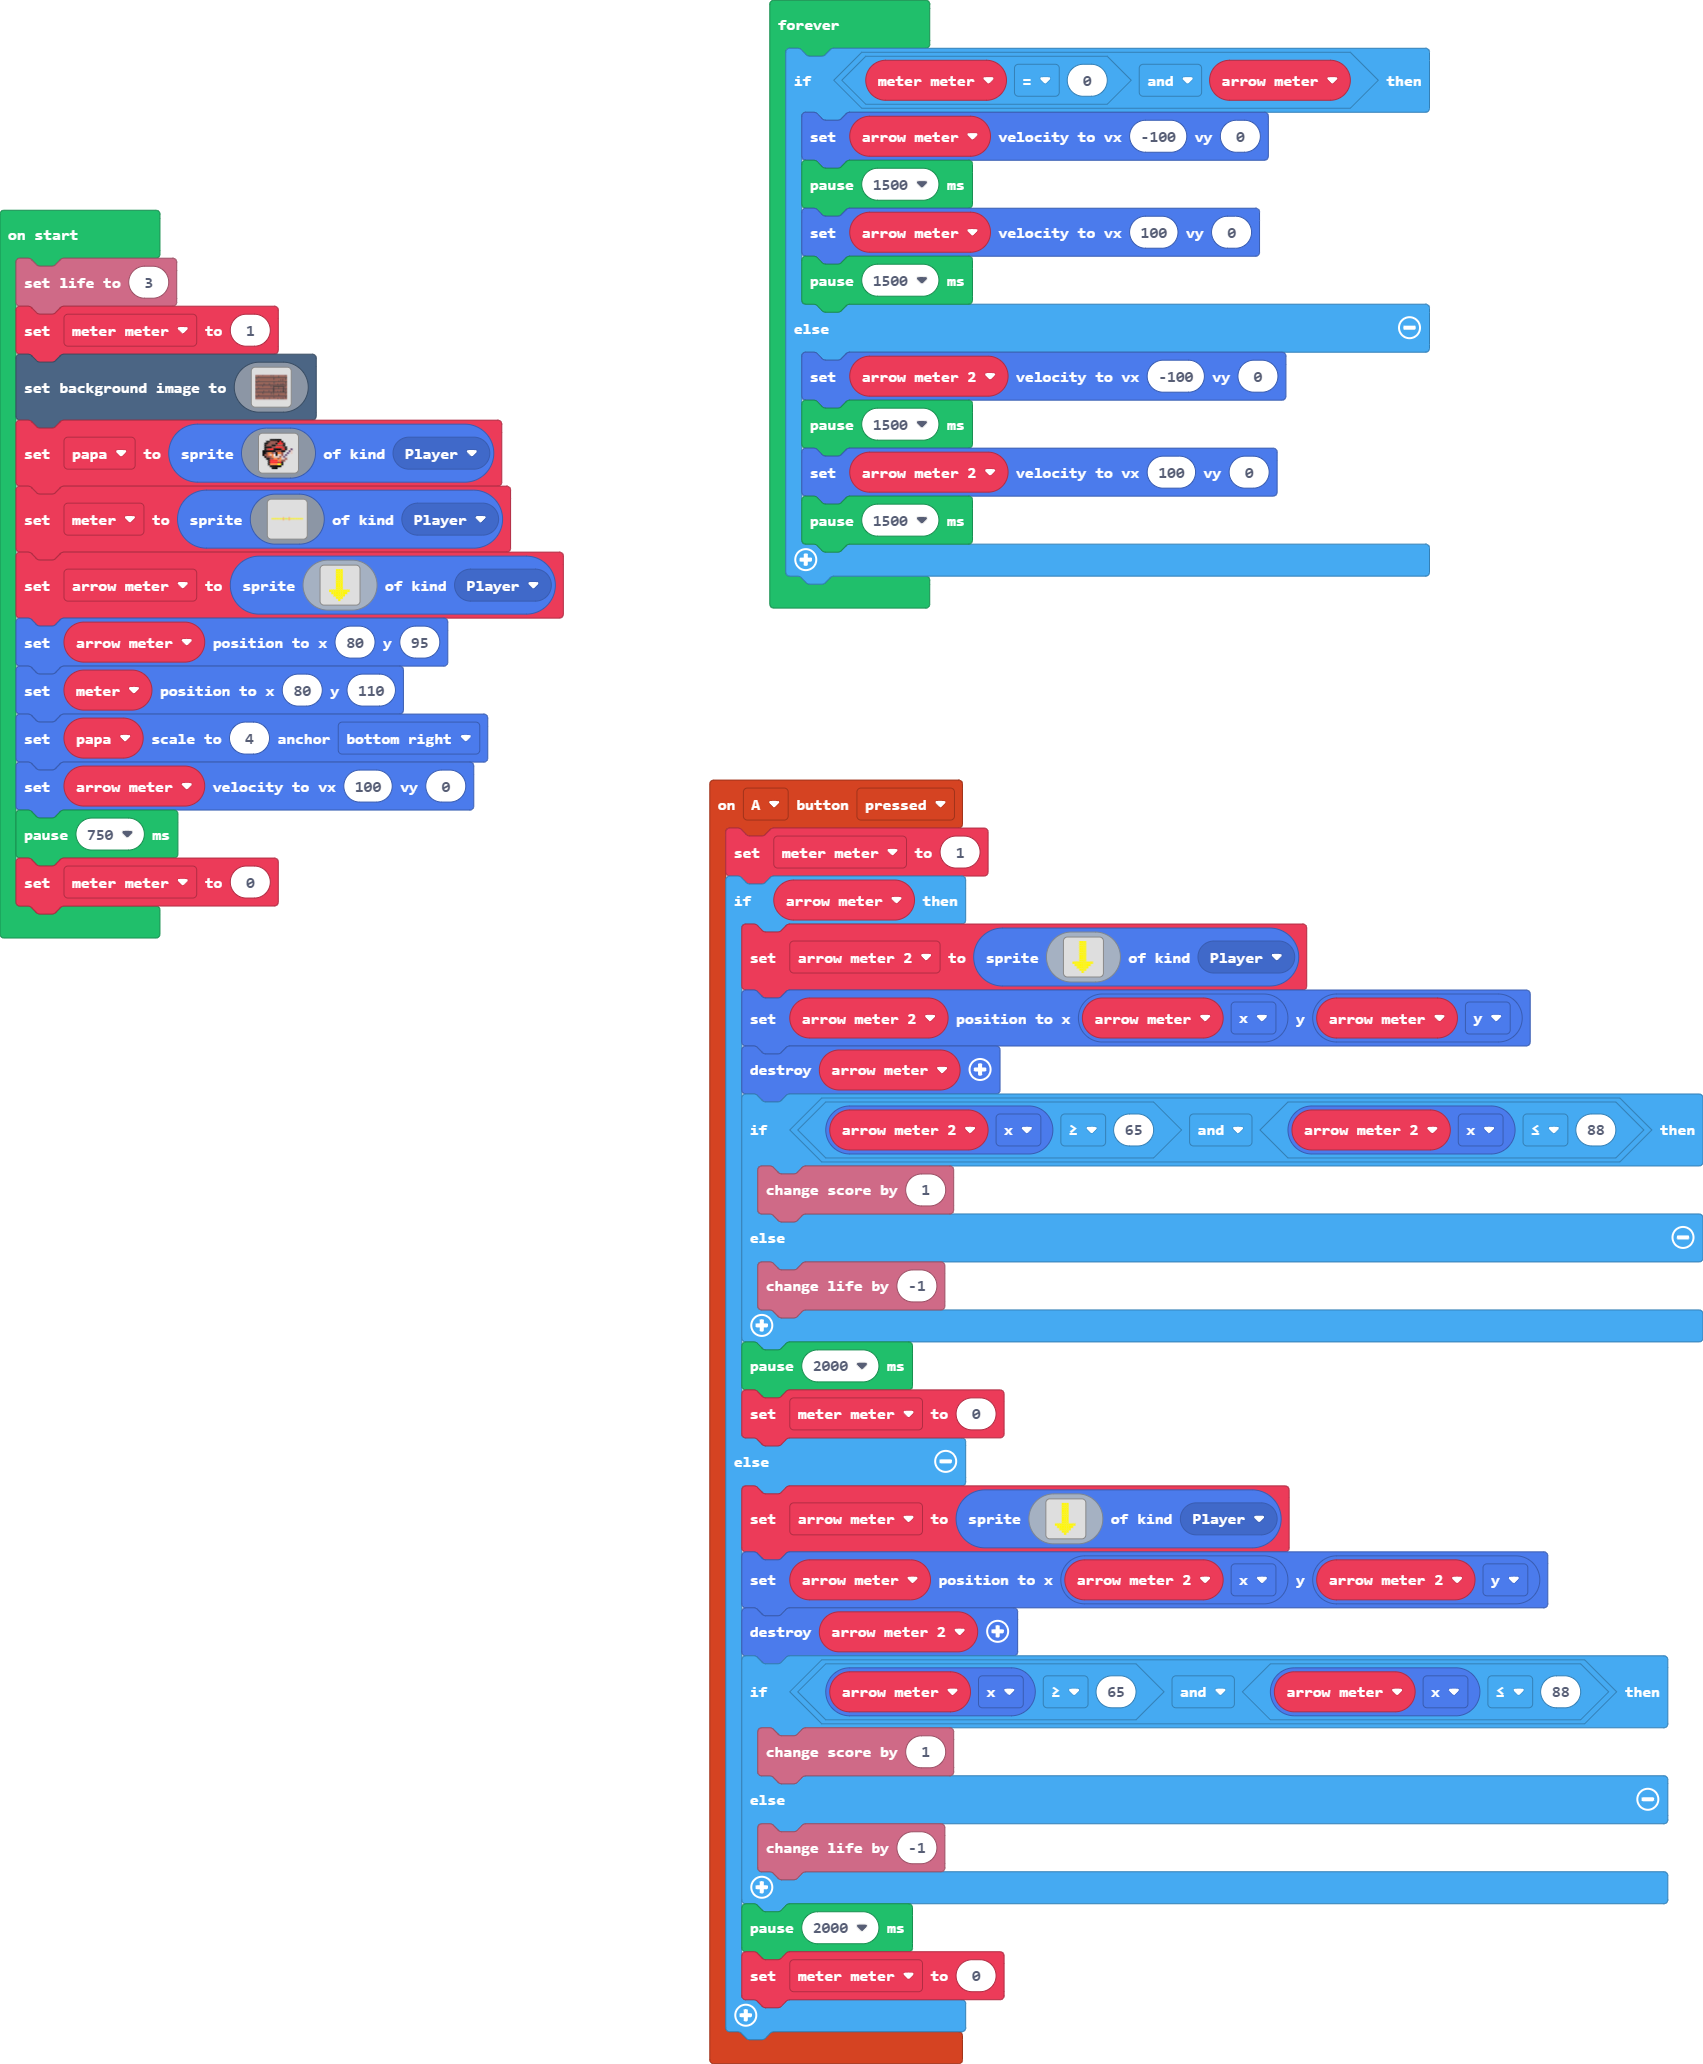 on start
set life to 3
set meter meter to 1
set background image to
set papa to sprite of kind Player
set meter to sprite of kind Player
set arrow meter to sprite of kind Player
set arrow meter position to x 80 y 95
set meter position to x 80 y 110
set papa scale to 4 anchor bottom right
set arrow meter velocity to vx 100 vy 0
pause 750 ms
set meter meter to 0
forever
if meter meter = 0 and arrow meter then
set arrow meter velocity to vx -100 vy 0
pause 1500 ms
set arrow meter velocity to vx 100 vy 0
pause 1500 ms
else
set arrow meter 2 velocity to vx -100 vy 0
pause 1500 ms
set arrow meter 2 velocity to vx 100 vy 0
pause 1500 ms
on A button pressed
set meter meter to 1
if arrow meter then
set arrow meter 2 to sprite of kind Player
set arrow meter 2 position to x arrow meter x y arrow meter y
destroy arrow meter
if arrow meter 2 x ≥ 65 and arrow meter 2 x ≤ 88 then
change score by 1
else
change life by -1
pause 2000 ms
set meter meter to 0
else
set arrow meter to sprite of kind Player
set arrow meter position to x arrow meter 2 x y arrow meter 2 y
destroy arrow meter 2
if arrow meter x ≥ 65 and arrow meter x ≤ 88 then
change score by 1
else
change life by -1
pause 2000 ms
set meter meter to 0